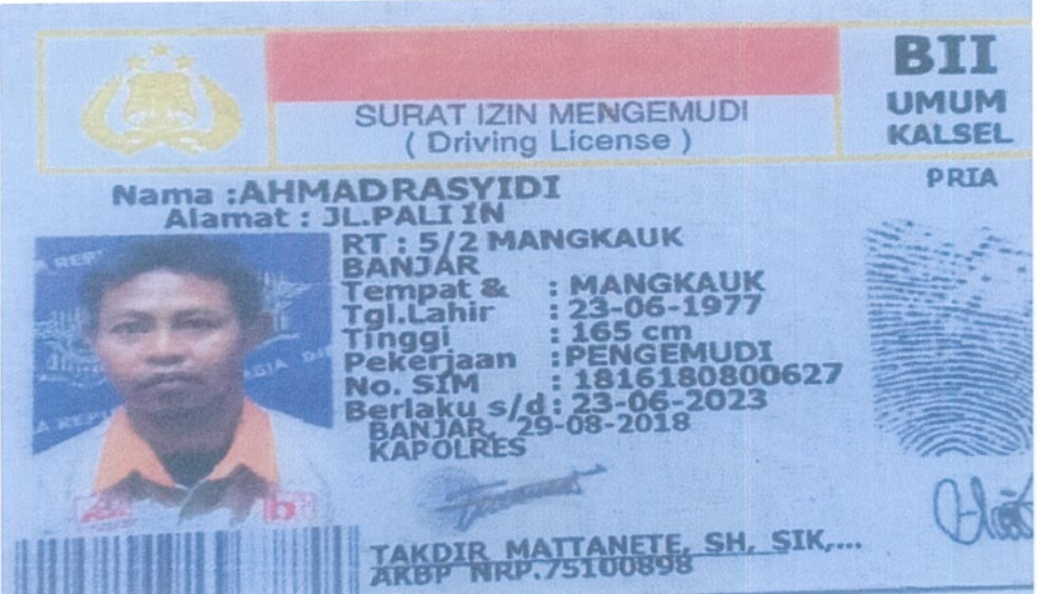 SURAT IZIN MENGEMUDI
( Driving License )
BII
UMUM
KALSEL
PRIA
Nama :AHMADRASYIDI
Alamat : JL.PALI IN
RT : 5/2 MANGKAUK
BANJAR
Tempat & : MANGKAUK
Tgl.Lahir : 23-06-1977
Tinggi : 165 cm
Pekerjaan :PENGEMUDI
No. SIM : 1816180800627
Berlaku s/d : 23-06-2023
BANJAR, 29-08-2018
KAPOLRES
TAKDIR MATTANETE, SH, SIK,...
AKBP NRP.75100898